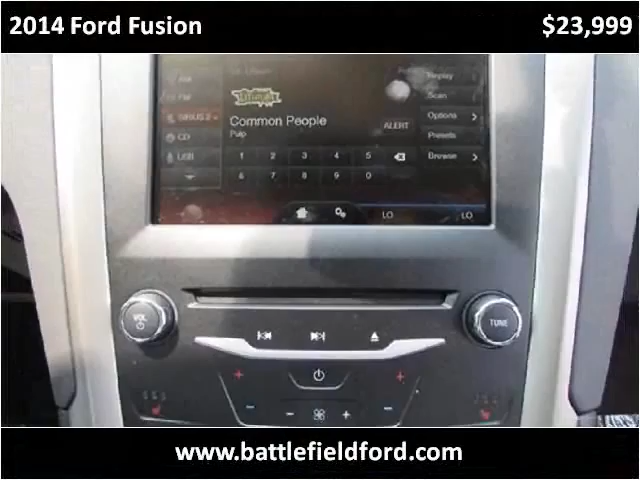 2014 Ford Fusion
$23,999
AM
FM
SIRIUS 2
CD
USB
Common People
Pulp
ALERT
Replay
Scan
Options
Presets
Browse
1 2 3 4 5
6 7 8 9 0
LO
LO
VOL
TUNE
www.battlefieldford.com